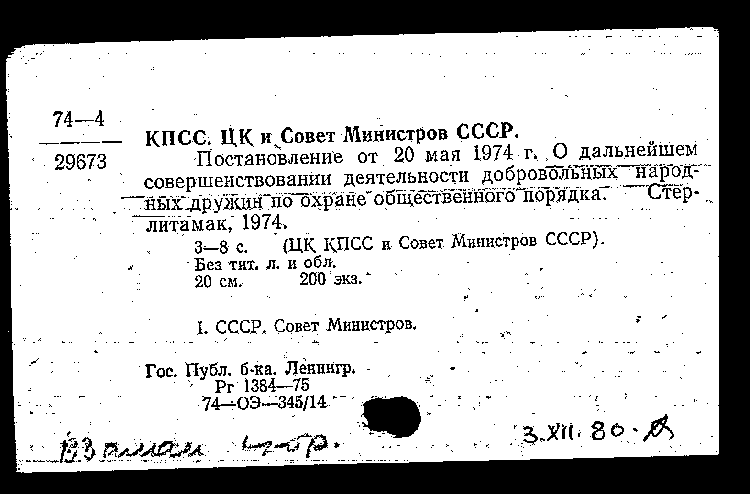 74—4
29673
КПСС. ЦК и Совет Министров СССР.
Постановление от 20 мая 1974 г. О дальнейшем
совершенствовании деятельности добровольных народ-
ных дружин по охране общественного порядка. Стер-
литамак, 1974.
3—8 с. (ЦК КПСС и Совет Министров СССР).
Без тит. л. и обл.
20 см. 200 экз.
I. СССР. Совет Министров.
Гос. Публ. б-ка. Ленингр.
Рг 1384—75
74—ОЭ—345/14
Взамен
3.XII.80.